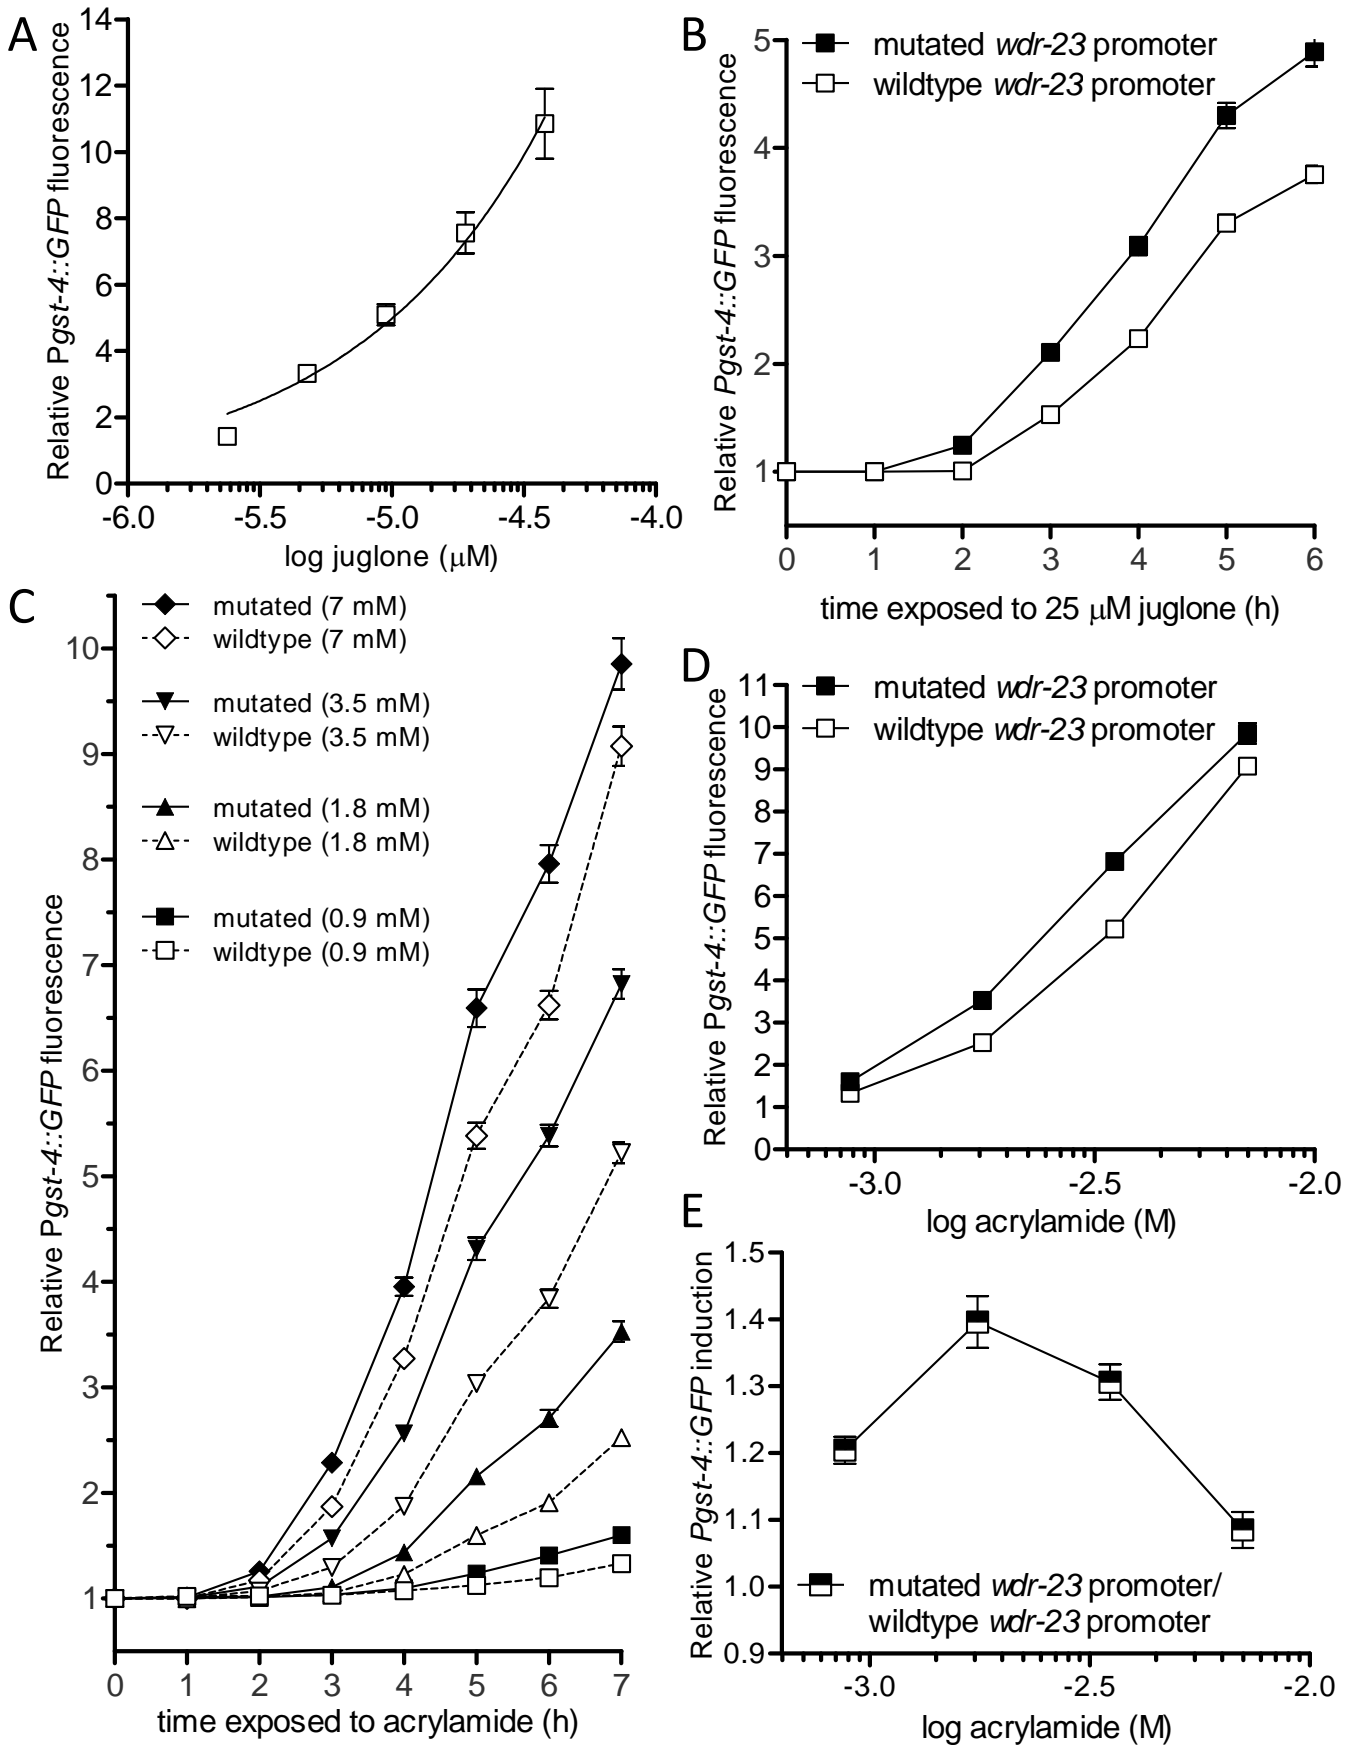 A
14
12
10
8
6
4
2
0
Relative Pgst-4::GFP fluorescence
-6.0 -5.5 -5.0 -4.5 -4.0
log juglone (μM)
B
mutated wdr-23 promoter
wildtype wdr-23 promoter
5
4
3
2
1
Relative Pgst-4::GFP fluorescence
0 1 2 3 4 5 6
time exposed to 25 μM juglone (h)
C
mutated (7 mM)
wildtype (7 mM)
mutated (3.5 mM)
wildtype (3.5 mM)
mutated (1.8 mM)
wildtype (1.8 mM)
mutated (0.9 mM)
wildtype (0.9 mM)
10
9
8
7
6
5
4
3
2
1
Relative Pgst-4::GFP fluorescence
0 1 2 3 4 5 6 7
time exposed to acrylamide (h)
D
mutated wdr-23 promoter
wildtype wdr-23 promoter
11
10
9
8
7
6
5
4
3
2
1
0
Relative Pgst-4::GFP fluorescence
-3.0 -2.5 -2.0
log acrylamide (M)
E
1.5
1.4
1.3
1.2
1.1
1.0
0.9
Relative Pgst-4::GFP induction
mutated wdr-23 promoter/
wildtype wdr-23 promoter
-3.0 -2.5 -2.0
log acrylamide (M)